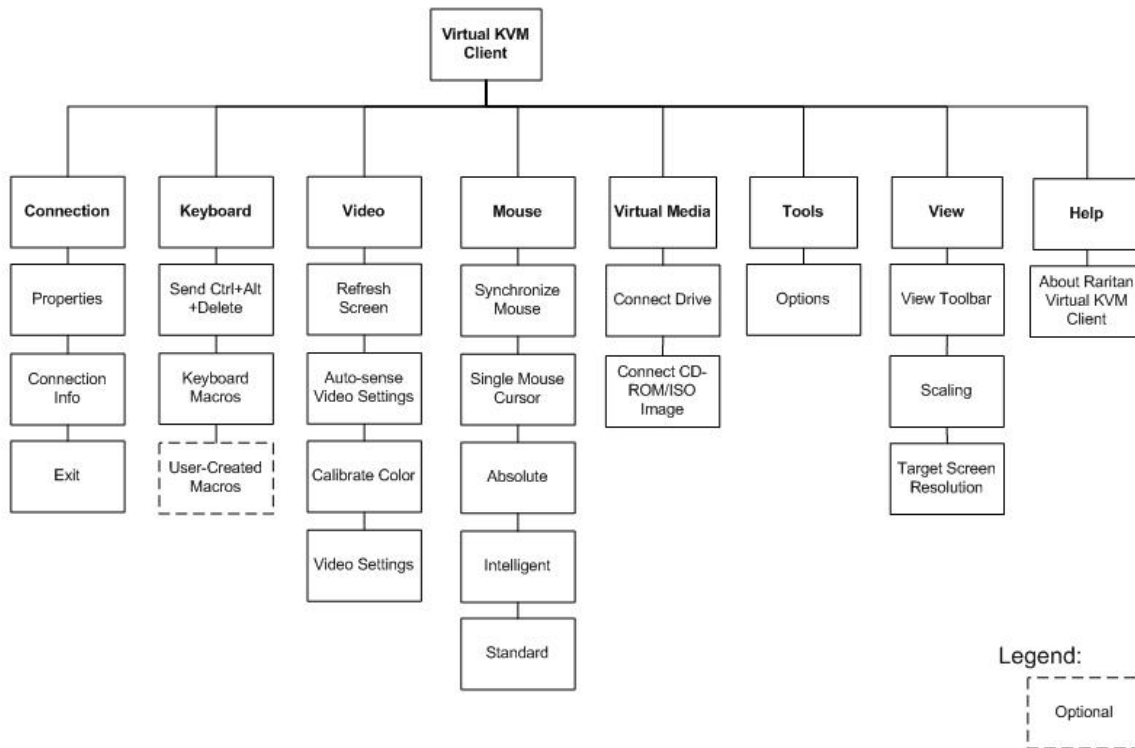 Virtual KVM
Client
Connection
Keyboard
Video
Mouse
Virtual Media
Tools
View
Help
Properties
Send Ctrl+Alt
+Delete
Refresh
Screen
Synchronize
Mouse
Connect Drive
Options
View Toolbar
About Raritan
Virtual KVM
Client
Connection
Info
Keyboard
Macros
Auto-sense
Video Settings
Single Mouse
Cursor
Connect CD-
ROM/ISO
Image
Scaling
Exit
User-Created
Macros
Calibrate Color
Absolute
Target Screen
Resolution
Video Settings
Intelligent
Standard
Legend:
Optional